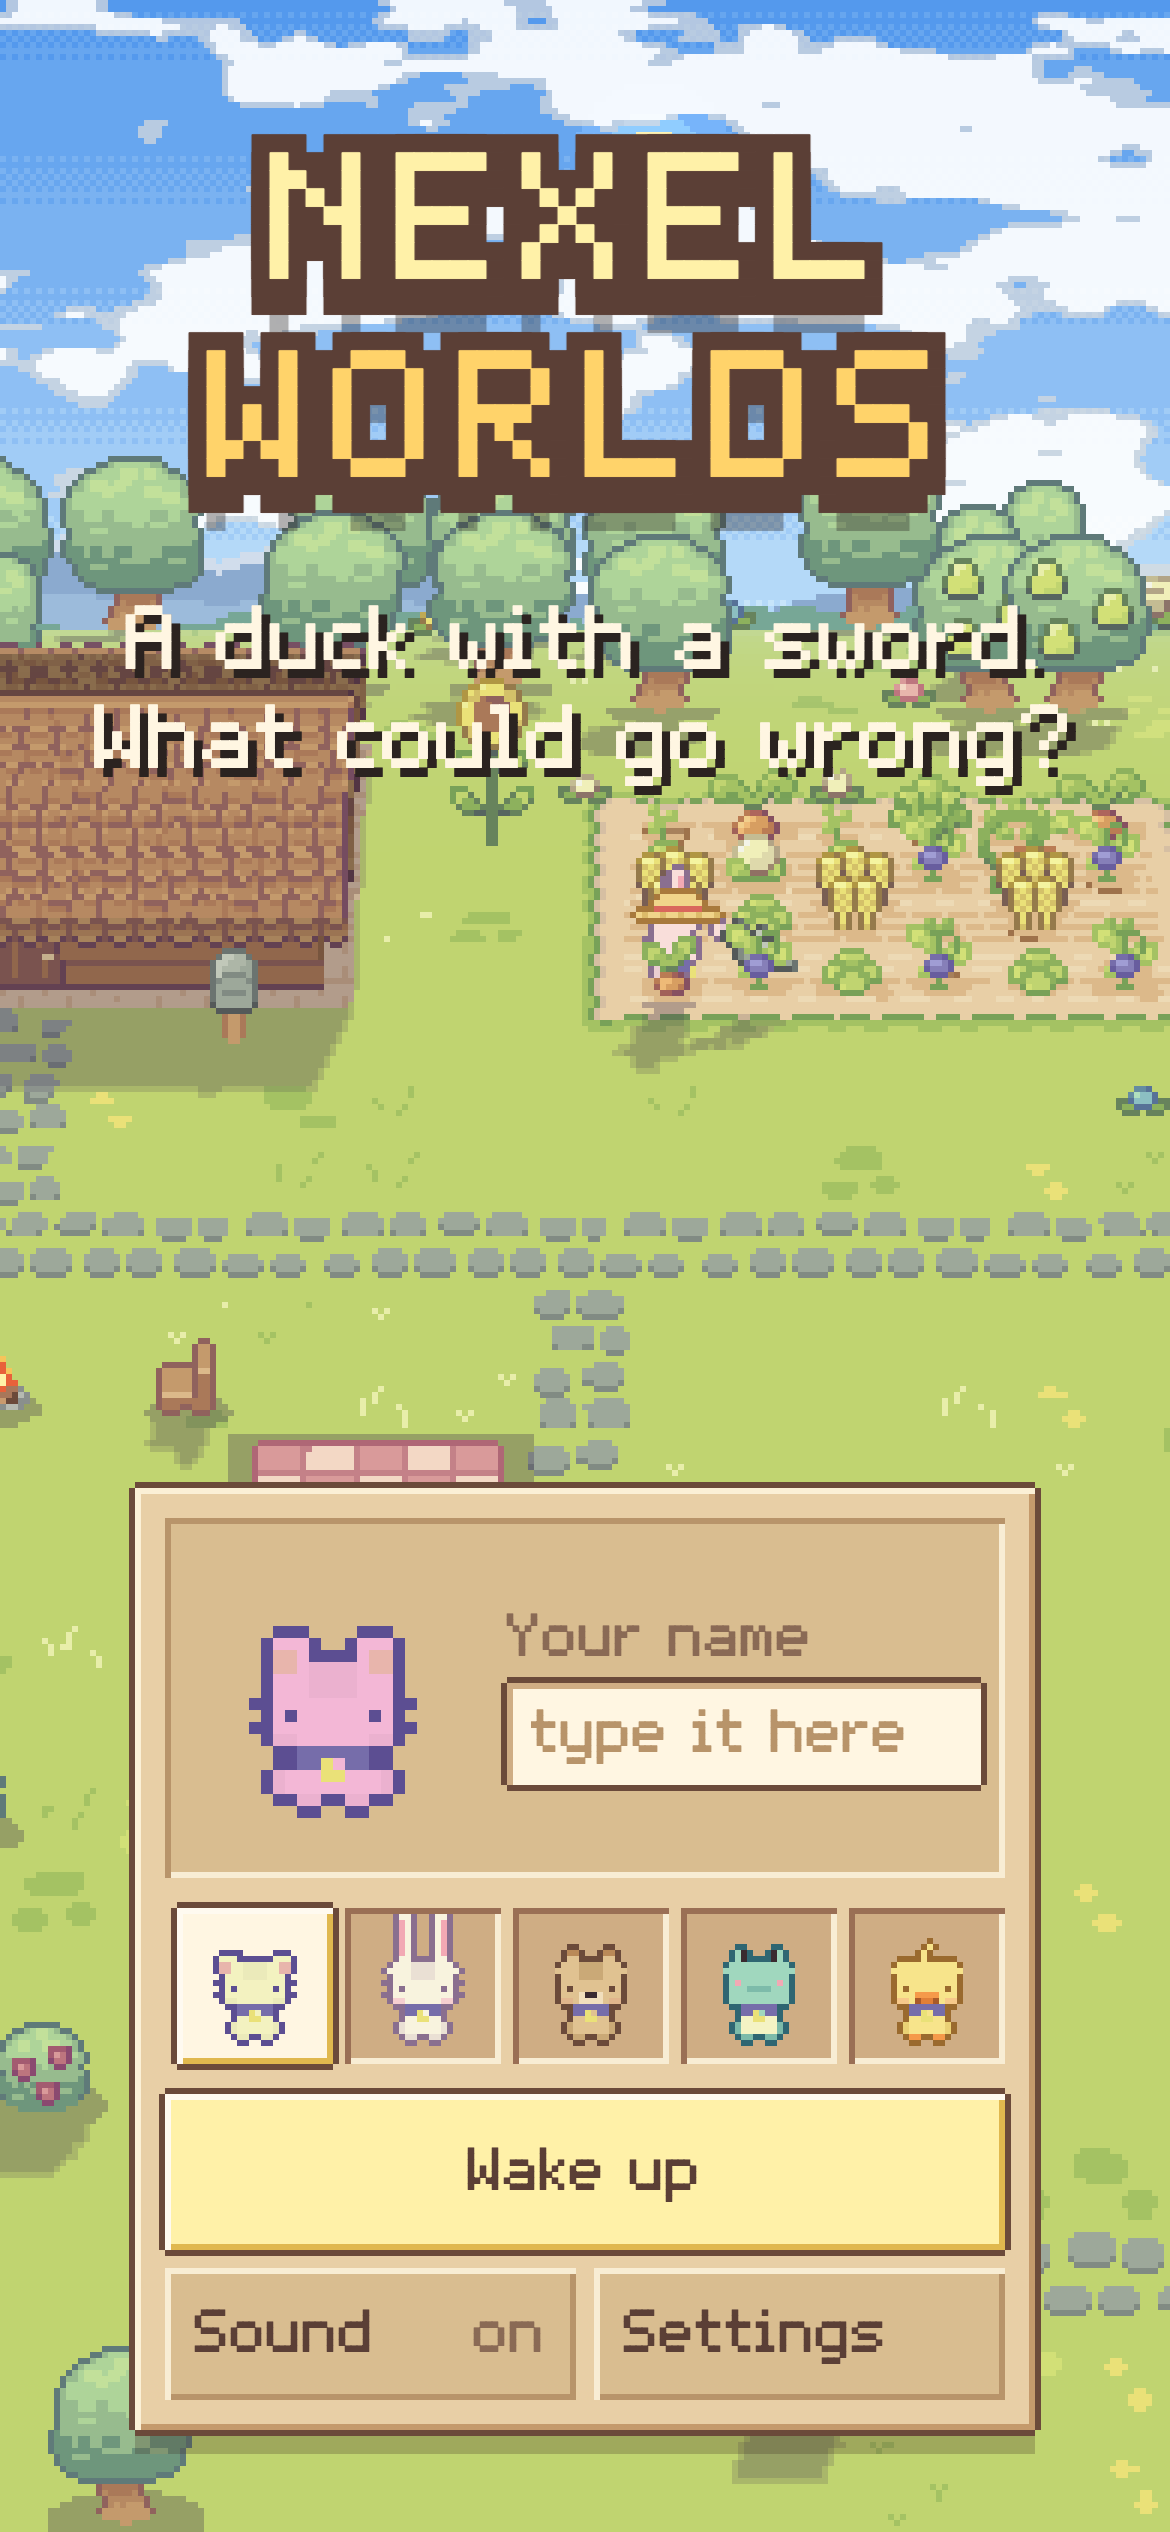 NEXEL
WORLDS
A duck with a sword.
What could go wrong?
Your name
type it here
Wake up
Sound on
Settings